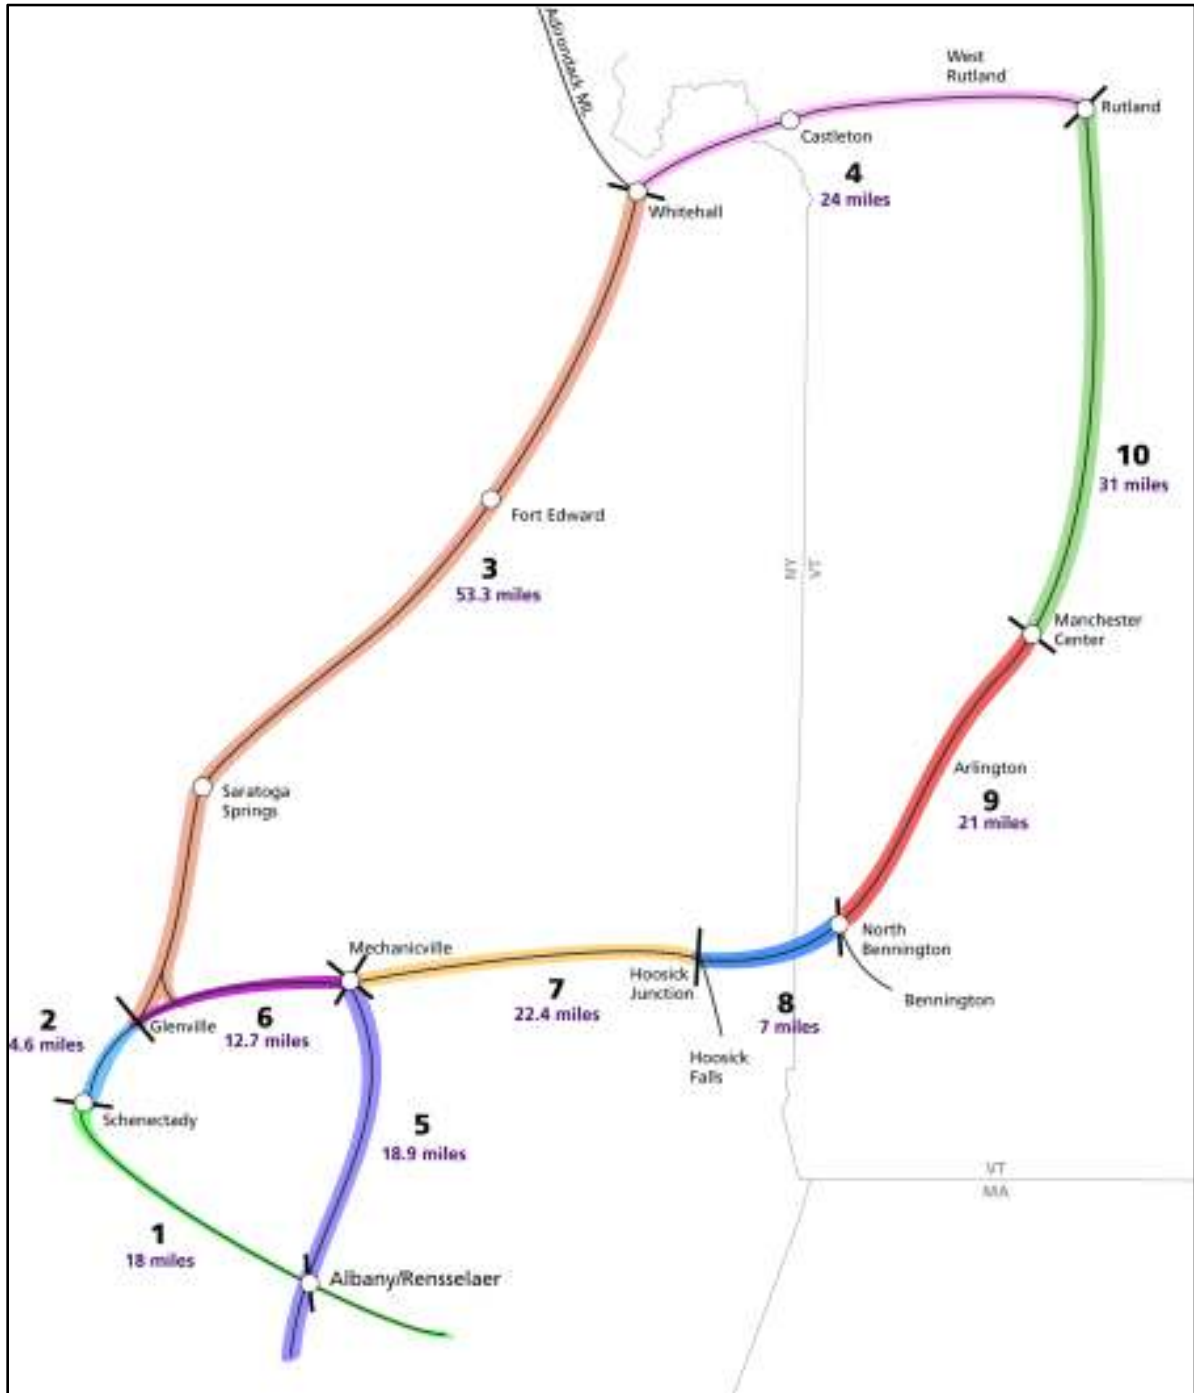 Adirondack ML
West
Rutland
Rutland
Castleton
4
24 miles
Whitehall
10
31 miles
Fort Edward
3
53.3 miles
NY
VT
Manchester
Center
Arlington
9
21 miles
Saratoga
Springs
North
Bennington
Mechanicville
Hoosick
Junction
Bennington
7
22.4 miles
8
7 miles
2
4.6 miles
Glenville
6
12.7 miles
Hoosick
Falls
Schenectady
5
18.9 miles
VT
MA
1
18 miles
Albany/Rensselaer